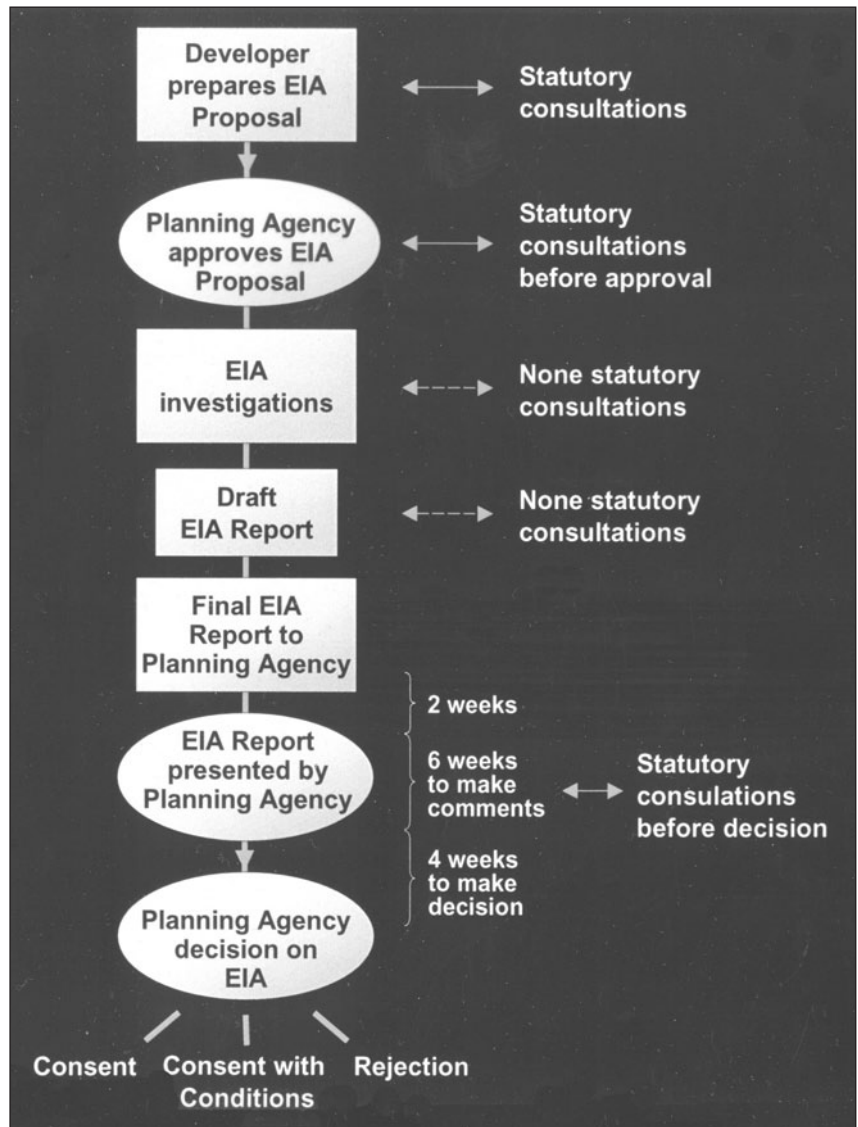 Developer
prepares EIA
Proposal
Statutory
consultations
Planning Agency
approves EIA
Proposal
Statutory
consultations
before approval
EIA
investigations
None statutory
consultations
Draft
EIA Report
None statutory
consultations
Final EIA
Report to
Planning Agency
2 weeks
EIA Report
presented by
Planning Agency
6 weeks
to make
comments
Statutory
consulations
before decision
4 weeks
to make
decision
Planning Agency
decision on
EIA
Consent
Consent with
Conditions
Rejection